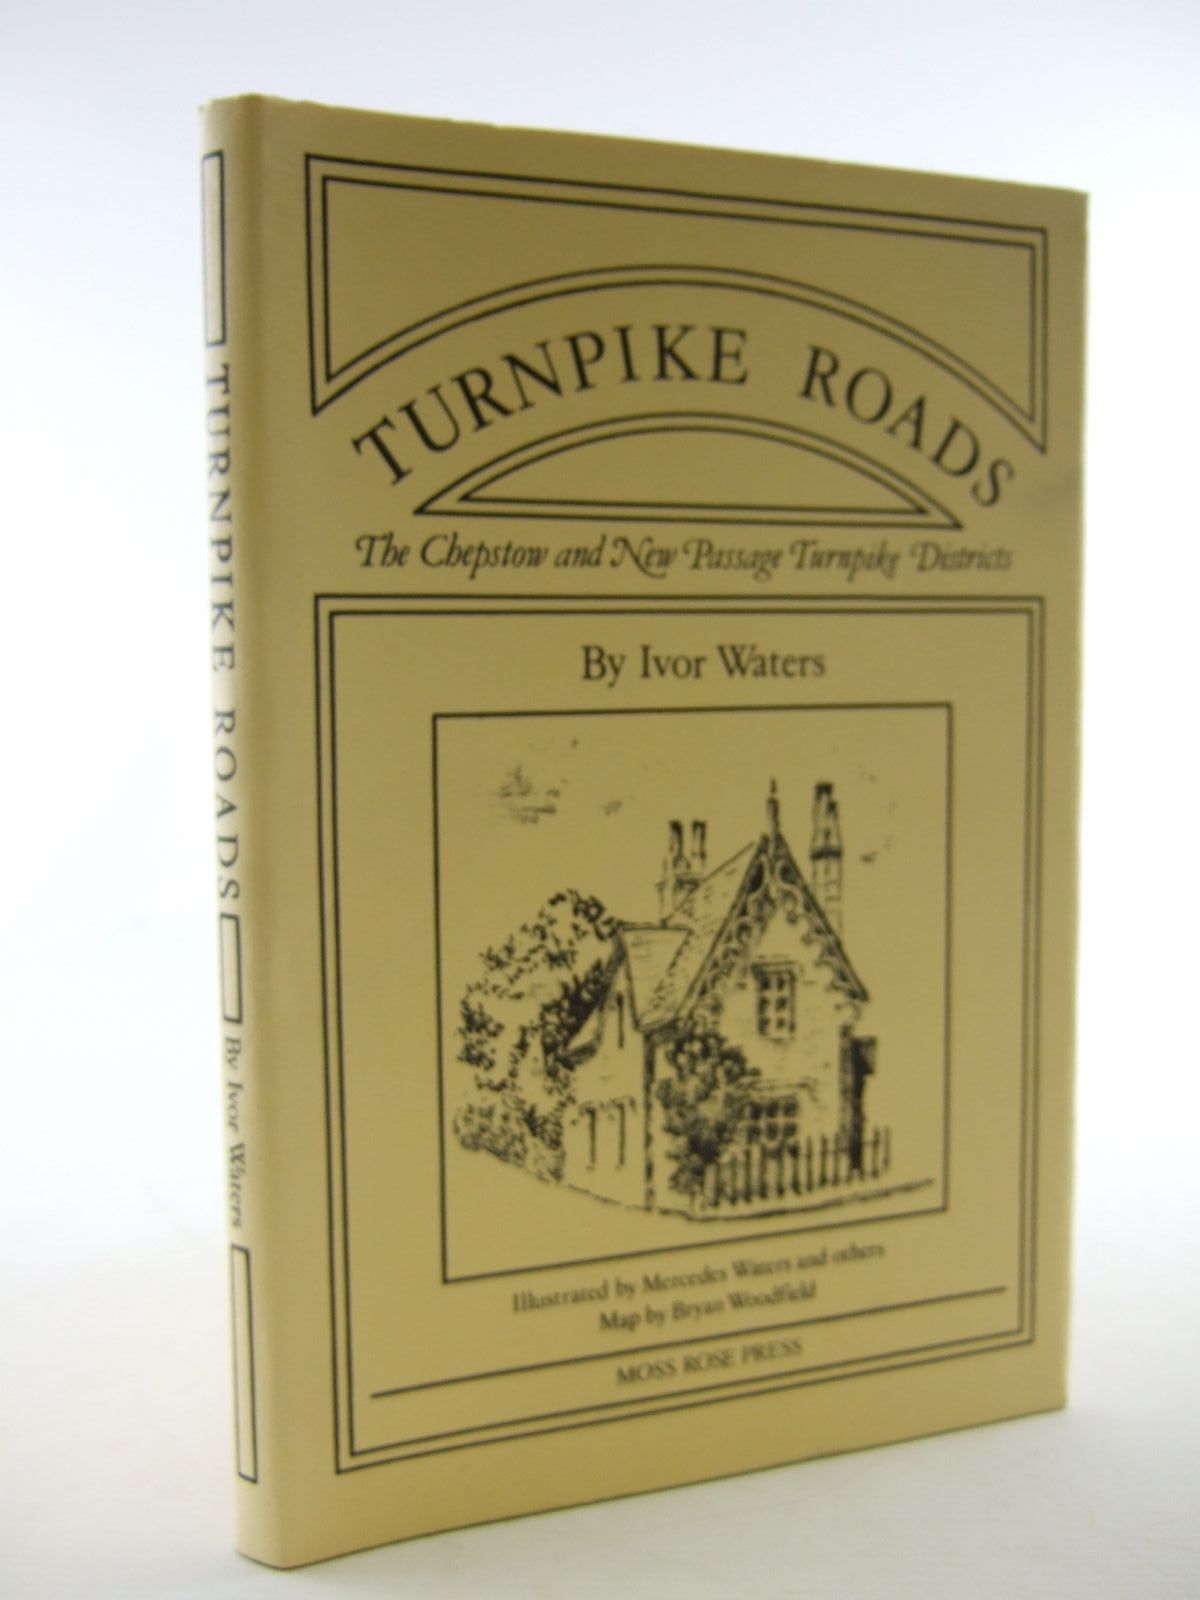 TURNPIKE ROADS
The Chepstow and New Passage Turnpike Districts
By Ivor Waters
Illustrated by Mercedes Waters and others
Map by Bryan Woodfield
MOSS ROSE PRESS
TURNPIKE ROADS
By Ivor Waters